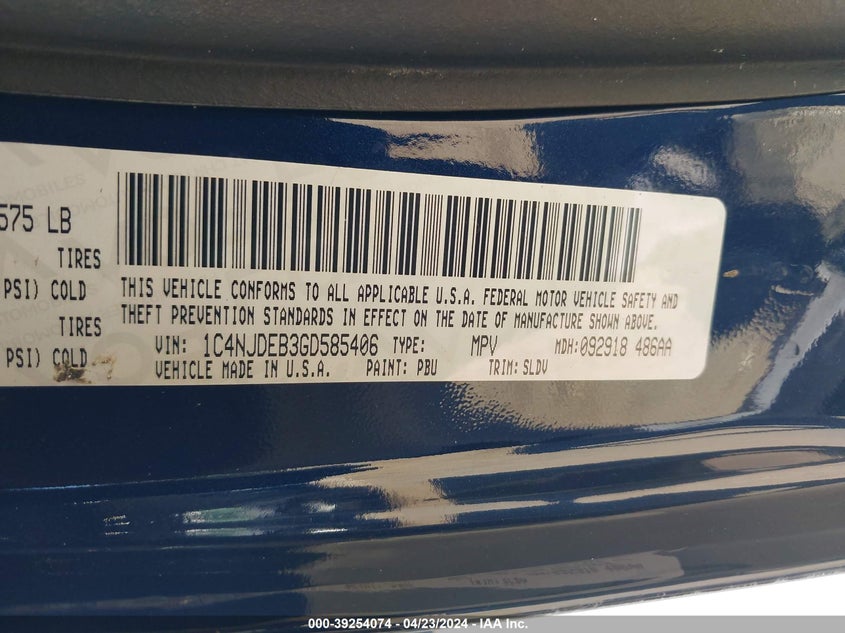 575 LB
TIRES
PSI) COLD
TIRES
PSI) COLD
THIS VEHICLE CONFORMS TO ALL APPLICABLE U.S.A. FEDERAL MOTOR VEHICLE SAFETY AND
THEFT PREVENTION STANDARDS IN EFFECT ON THE DATE OF MANUFACTURE SHOWN ABOVE.
VIN: 1C4NJDEB3GD585406 TYPE: MPV MDH:092918 486AA
VEHICLE MADE IN U.S.A. PAINT: PBU TRIM: SLDV
000-39254074 - 04/23/2024 - IAA Inc.